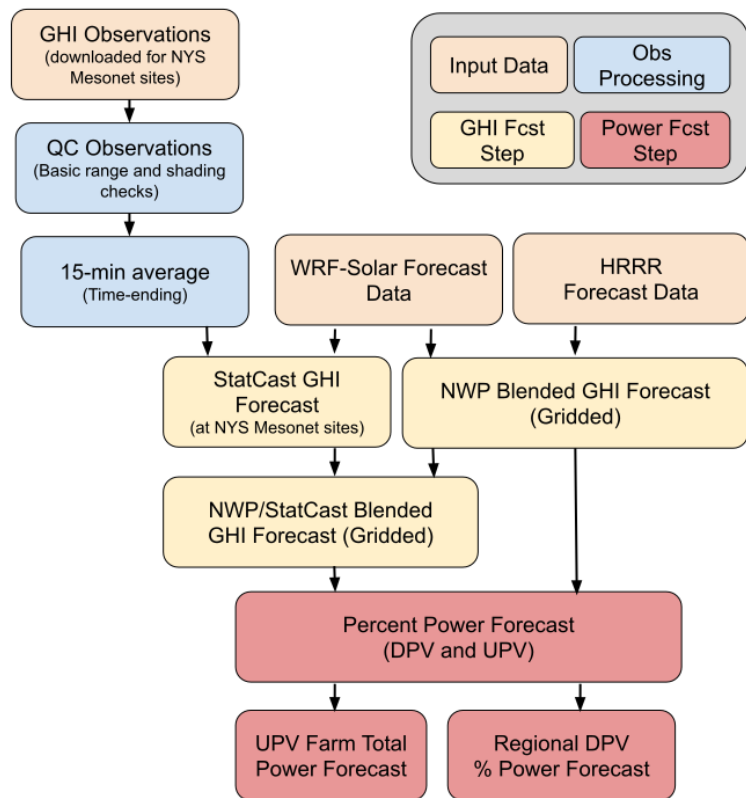 GHI Observations
(downloaded for NYS
Mesonet sites)
Input Data
Obs
Processing
GHI Fcst
Step
Power Fcst
Step
QC Observations
(Basic range and shading
checks)
15-min average
(Time-ending)
WRF-Solar Forecast
Data
HRRR
Forecast Data
StatCast GHI
Forecast
(at NYS Mesonet sites)
NWP Blended GHI Forecast
(Gridded)
NWP/StatCast Blended
GHI Forecast (Gridded)
Percent Power Forecast
(DPV and UPV)
UPV Farm Total
Power Forecast
Regional DPV
% Power Forecast